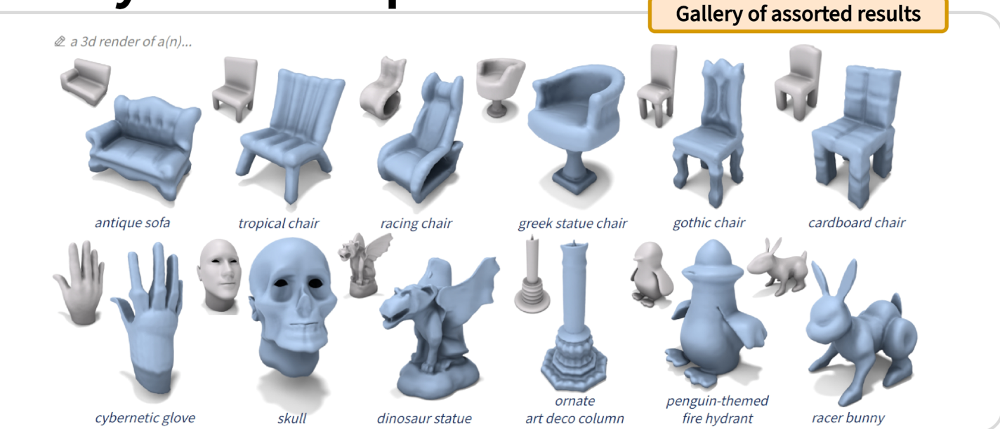 Gallery of assorted results
a 3d render of a(n)...
antique sofa
tropical chair
racing chair
greek statue chair
gothic chair
cardboard chair
cybernetic glove
skull
dinosaur statue
ornate
art deco column
penguin-themed
fire hydrant
racer bunny